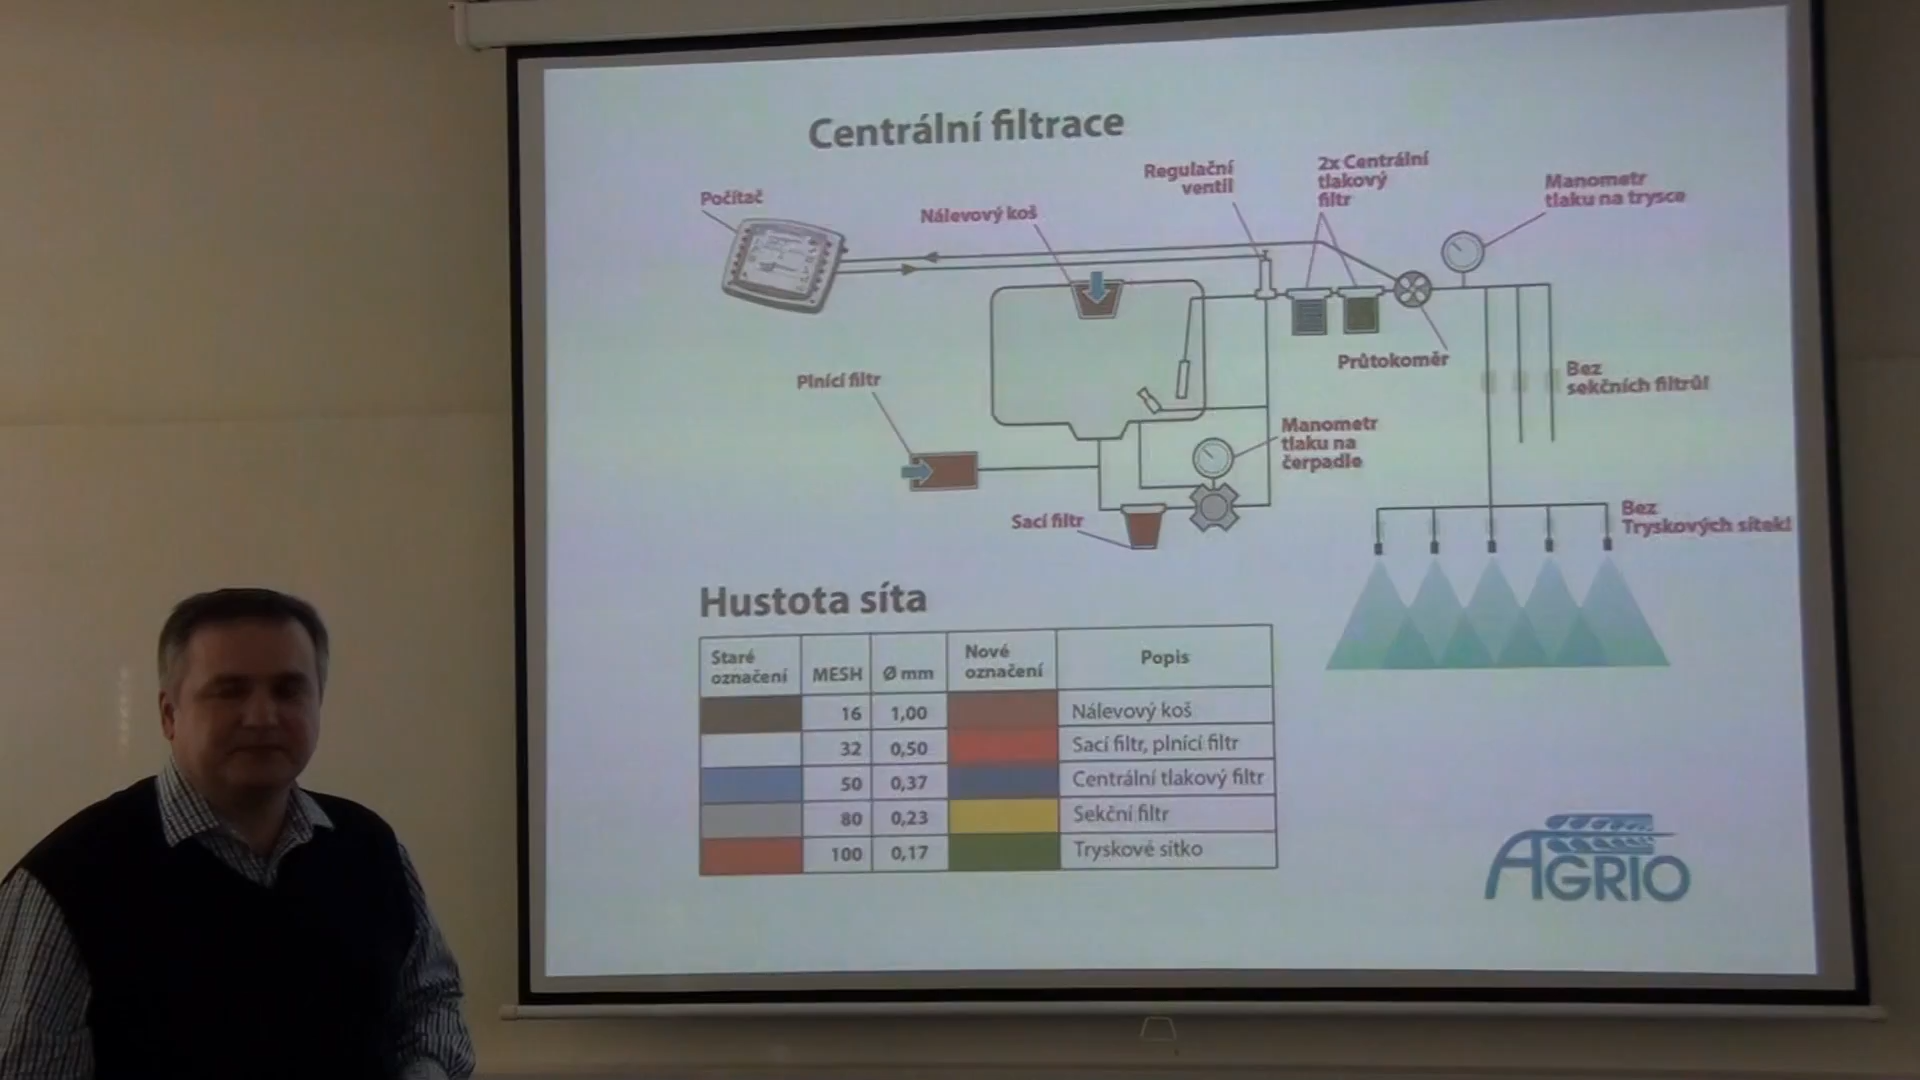 Centrální filtrace
Počítač
Nálevový koš
Regulační
ventil
2x Centrální
tlakový
filtr
Manometr
tlaku na trysce
Průtokoměr
Bez
sekčních filtrů!
Plnící filtr
Manometr
tlaku na
čerpadle
Sací filtr
Bez
Tryskových sítek!
Hustota síta
Staré označení MESH Ø mm Nové označení Popis
16 1,00 Nálevový koš
32 0,50 Sací filtr, plnící filtr
50 0,37 Centrální tlakový filtr
80 0,23 Sekční filtr
100 0,17 Tryskové sítko
AGRIO